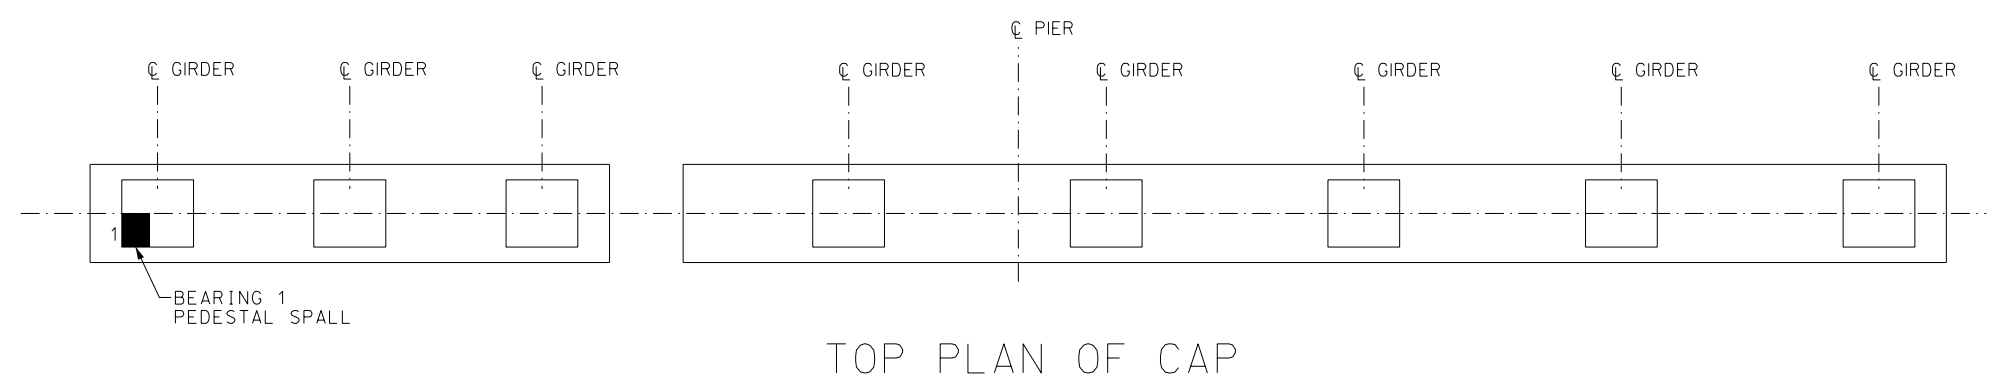 ℄ PIER
℄ GIRDER
℄ GIRDER
℄ GIRDER
℄ GIRDER
℄ GIRDER
℄ GIRDER
℄ GIRDER
℄ GIRDER
1
BEARING 1
PEDESTAL SPALL
TOP PLAN OF CAP